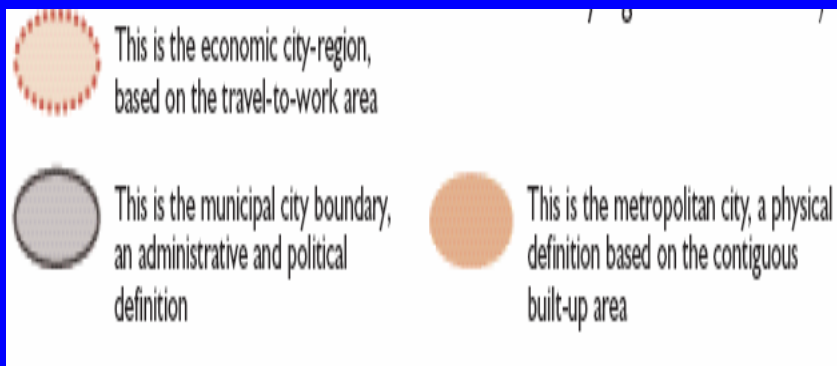 This is the economic city-region,
based on the travel-to-work area
This is the municipal city boundary,
an administrative and political
definition
This is the metropolitan city, a physical
definition based on the contiguous
built-up area